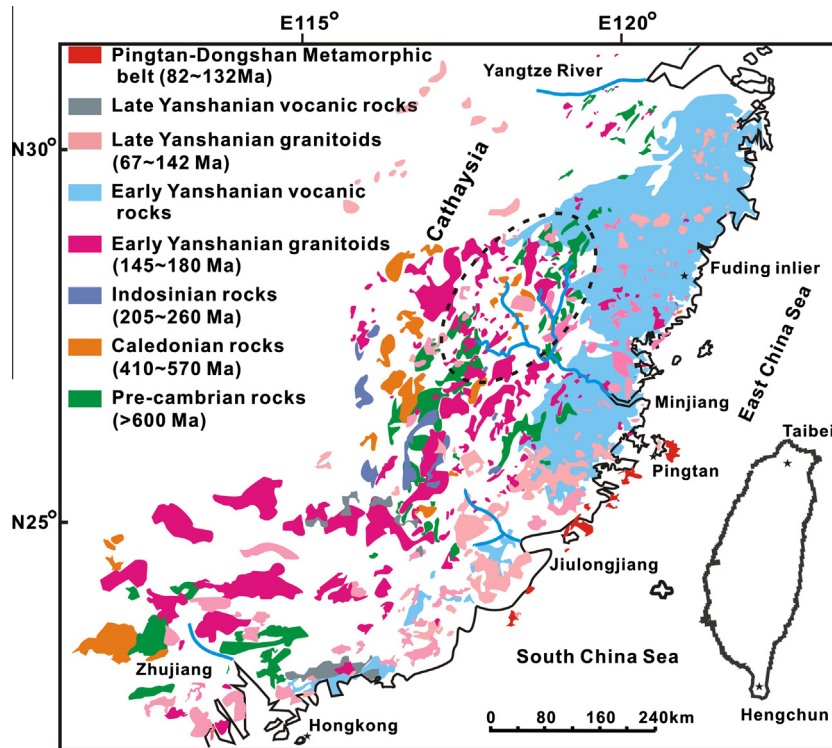 E115°
E120°
Pingtan-Dongshan Metamorphic
belt (82~132Ma)
Late Yanshanian vocanic rocks
Late Yanshanian granitoids
(67~142 Ma)
Early Yanshanian vocanic
rocks
Early Yanshanian granitoids
(145~180 Ma)
Indosinian rocks
(205~260 Ma)
Caledonian rocks
(410~570 Ma)
Pre-cambrian rocks
(>600 Ma)
Yangtze River
N30°
Cathaysia
Fuding inlier
East China Sea
Minjiang
Taibei
Pingtan
N25°
Jiulongjiang
South China Sea
Zhujiang
Hongkong
Hengchun
0 80 160 240km